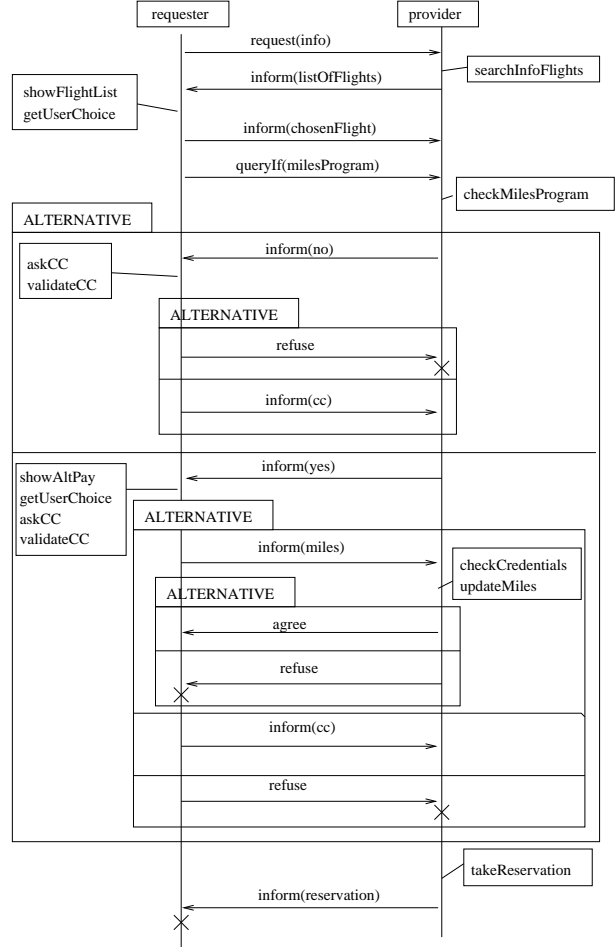 requester
provider
request(info)
searchInfoFlights
inform(listOfFlights)
showFlightList
getUserChoice
inform(chosenFlight)
queryIf(milesProgram)
checkMilesProgram
ALTERNATIVE
inform(no)
askCC
validateCC
ALTERNATIVE
refuse
inform(cc)
inform(yes)
showAltPay
getUserChoice
askCC
validateCC
ALTERNATIVE
inform(miles)
checkCredentials
updateMiles
ALTERNATIVE
agree
refuse
inform(cc)
refuse
takeReservation
inform(reservation)